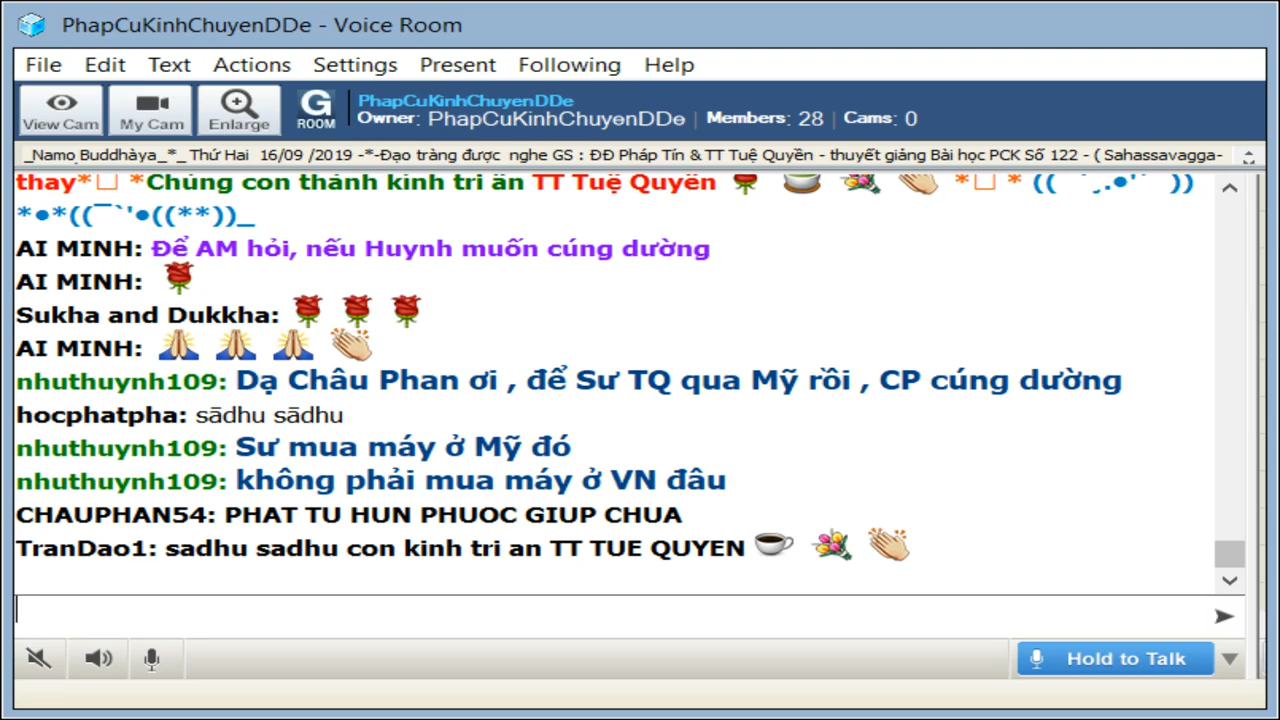 PhapCuKinhChuyenDDe - Voice Room
File Edit Text Actions Settings Present Following Help
View Cam My Cam Enlarge G ROOM
PhapCuKinhChuyenDDe
Owner: PhapCuKinhChuyenDDe | Members: 28 | Cams: 0
_Namo Buddhàya_*_ Thứ Hai 16/09 /2019 -*-Đạo tràng được nghe GS : ĐĐ Pháp Tín & TT Tuệ Quyền - thuyết giảng Bài học PCK Số 122 - ( Sahassavagga-
thay* *Chúng con thành kính tri ân TT Tuệ Quyền
AI MINH: Để AM hỏi, nếu Huynh muốn cúng dường
AI MINH:
Sukha and Dukkha:
AI MINH:
nhuthuynh109: Dạ Châu Phan ơi , để Sư TQ qua Mỹ rồi , CP cúng dường
hocphatpha: sādhu sādhu
nhuthuynh109: Sư mua máy ở Mỹ đó
nhuthuynh109: không phải mua máy ở VN đâu
CHAUPHAN54: PHAT TU HUN PHUOC GIUP CHUA
TranDao1: sadhu sadhu con kinh tri an TT TUE QUYEN
Hold to Talk